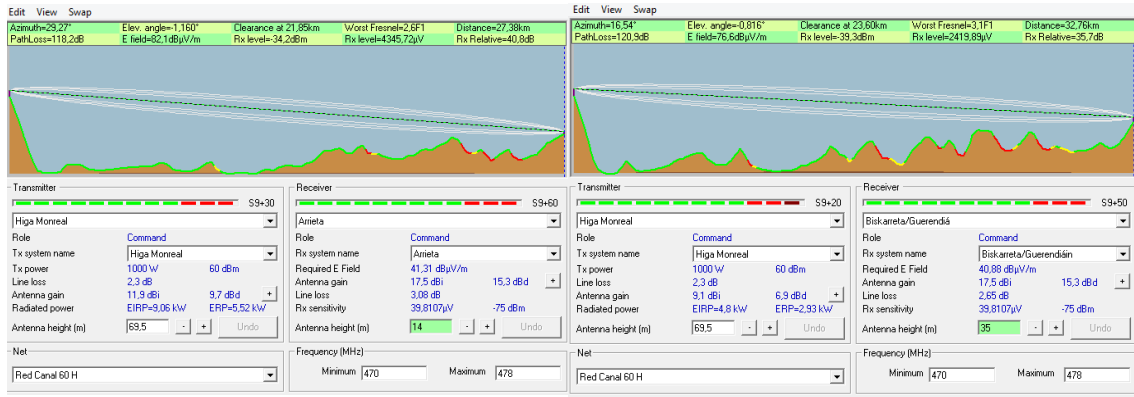 Edit View Swap
Azimuth=29,27° Elev. angle=-1,160° Clearance at 21,85km Worst Fresnel=2,6F1 Distance=27,38km
PathLoss=118,2dB E field=82,1dBµV/m Rx level=-34,2dBm Rx level=4345,72µV Rx Relative=40,8dB
Transmitter
S9+30
Higa Monreal
Role Command
Tx system name Higa Monreal
Tx power 1000 W 60 dBm
Line loss 2,3 dB
Antenna gain 11,9 dBi 9,7 dBd +
Radiated power EIRP=9,06 kW ERP=5,52 kW
Antenna height (m) 69,5 - + Undo
Net
Red Canal 60 H
Receiver
S9+60
Arrieta
Role Command
Rx system name Arrieta
Required E Field 41,31 dBµV/m
Antenna gain 17,5 dBi 15,3 dBd +
Line loss 3,08 dB
Rx sensitivity 39,8107µV -75 dBm
Antenna height (m) 14 - + Undo
Frequency (MHz)
Minimum 470 Maximum 478
Edit View Swap
Azimuth=16,54° Elev. angle=-0,816° Clearance at 23,60km Worst Fresnel=3,1F1 Distance=32,76km
PathLoss=120,9dB E field=76,6dBµV/m Rx level=-39,3dBm Rx level=2419,89µV Rx Relative=35,7dB
Transmitter
S9+20
Higa Monreal
Role Command
Tx system name Higa Monreal
Tx power 1000 W 60 dBm
Line loss 2,3 dB
Antenna gain 9,1 dBi 6,9 dBd +
Radiated power EIRP=4,8 kW ERP=2,93 kW
Antenna height (m) 69,5 - + Undo
Net
Red Canal 60 H
Receiver
S9+50
Biskarreta/Guerendiá
Role Command
Rx system name Biskarreta/Guerendiáin
Required E Field 40,88 dBµV/m
Antenna gain 17,5 dBi 15,3 dBd +
Line loss 2,65 dB
Rx sensitivity 39,8107µV -75 dBm
Antenna height (m) 35 - + Undo
Frequency (MHz)
Minimum 470 Maximum 478